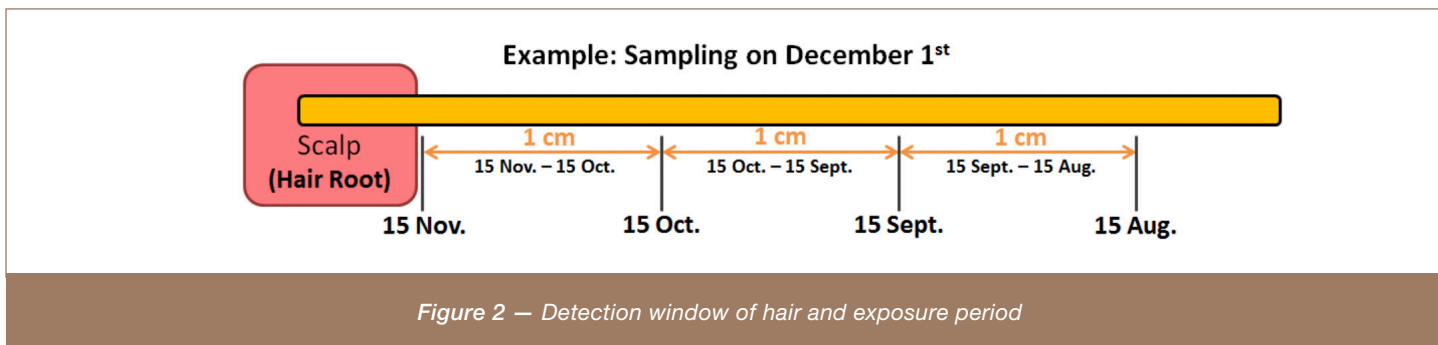 Example: Sampling on December 1st
Scalp
(Hair Root)
1 cm
15 Nov. – 15 Oct.
1 cm
15 Oct. – 15 Sept.
1 cm
15 Sept. – 15 Aug.
15 Nov.
15 Oct.
15 Sept.
15 Aug.
Figure 2 — Detection window of hair and exposure period